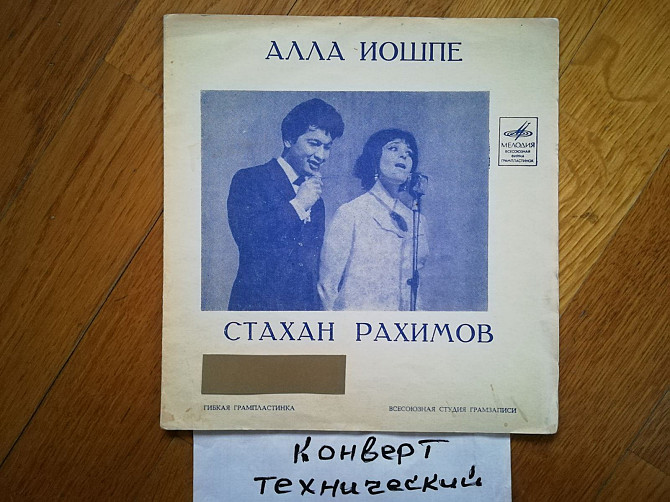 АЛЛА ИОШПЕ
МЕЛОДИЯ
ВСЕСОЮЗНАЯ
ФИРМА
ГРАМПЛАСТИНОК
СТАХАН РАХИМОВ
ГИБКАЯ ГРАМПЛАСТИНКА
ВСЕСОЮЗНАЯ СТУДИЯ ГРАМЗАПИСИ
Конверт
технический